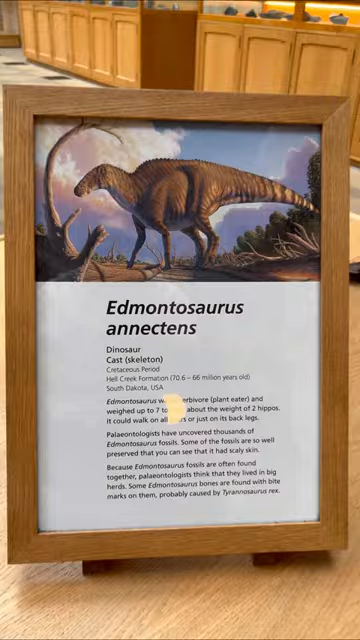 Edmontosaurus
annectens
Dinosaur
Cast (skeleton)
Cretaceous Period
Hell Creek Formation (70.6 – 66 million years old)
South Dakota, USA
Edmontosaurus erbivore (plant eater) and
weighed up to 7 about the weight of 2 hippos.
it could walk on or just on its back legs.
Palaeontologists have uncovered thousands of
Edmontosaurus fossils. Some of the fossils are so well
preserved that you can see that it had scaly skin.
Because Edmontosaurus fossils are often found
together, palaeontologists think that they lived in big
herds. Some Edmontosaurus bones are found with bite
marks on them, probably caused by Tyrannosaurus rex.